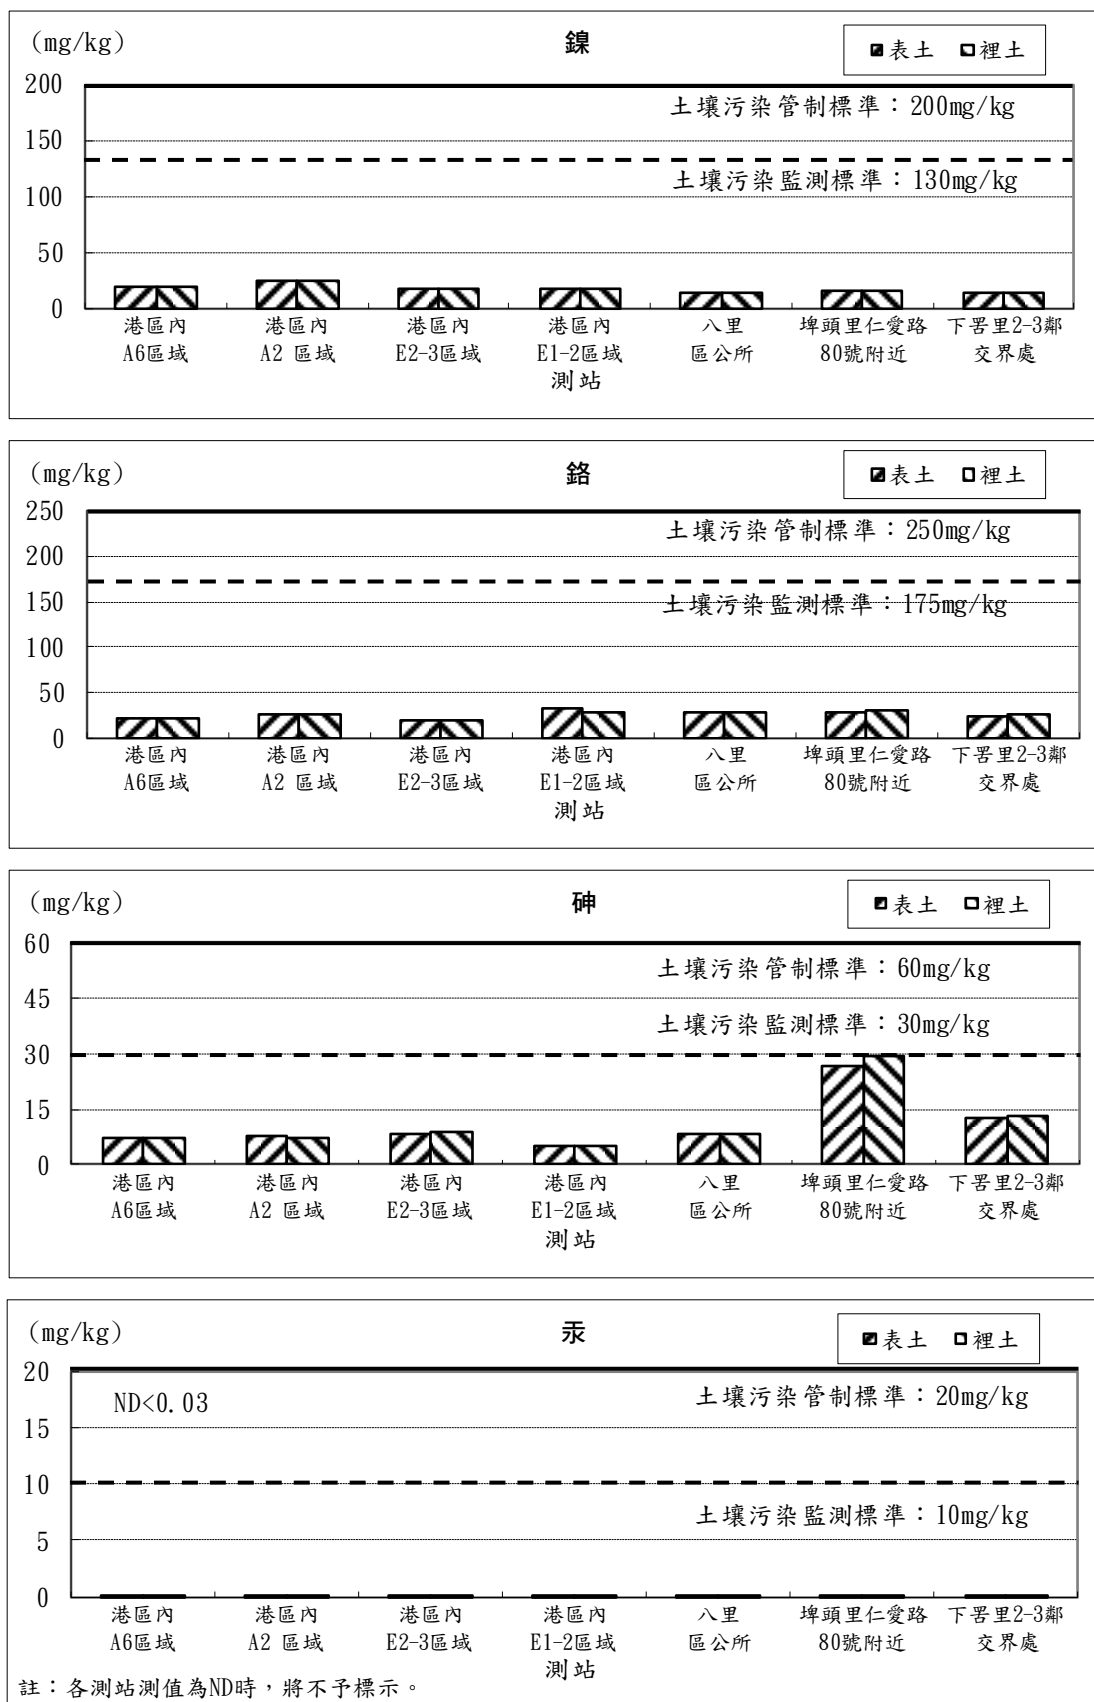 (mg/kg) 鎳 表土 裡土
200 土壤污染管制標準：200mg/kg
150
土壤污染監測標準：130mg/kg
100
50
0
港區內 港區內 港區內 港區內 八里 埤頭里仁愛路 下罟里2-3鄰
A6區域 A2 區域 E2-3區域 E1-2區域 區公所 80號附近 交界處
測站
(mg/kg) 鉻 表土 裡土
250
土壤污染管制標準：250mg/kg
200
150 土壤污染監測標準：175mg/kg
100
50
0
港區內 港區內 港區內 港區內 八里 埤頭里仁愛路 下罟里2-3鄰
A6區域 A2 區域 E2-3區域 E1-2區域 區公所 80號附近 交界處
測站
(mg/kg) 砷 表土 裡土
60
土壤污染管制標準：60mg/kg
45
土壤污染監測標準：30mg/kg
30
15
0
港區內 港區內 港區內 港區內 八里 埤頭里仁愛路 下罟里2-3鄰
A6區域 A2 區域 E2-3區域 E1-2區域 區公所 80號附近 交界處
測站
(mg/kg) 汞 表土 裡土
20
ND<0.03 土壤污染管制標準：20mg/kg
15
10
土壤污染監測標準：10mg/kg
5
0
港區內 港區內 港區內 港區內 八里 埤頭里仁愛路 下罟里2-3鄰
A6區域 A2 區域 E2-3區域 E1-2區域 區公所 80號附近 交界處
測站
註：各測站測值為ND時，將不予標示。